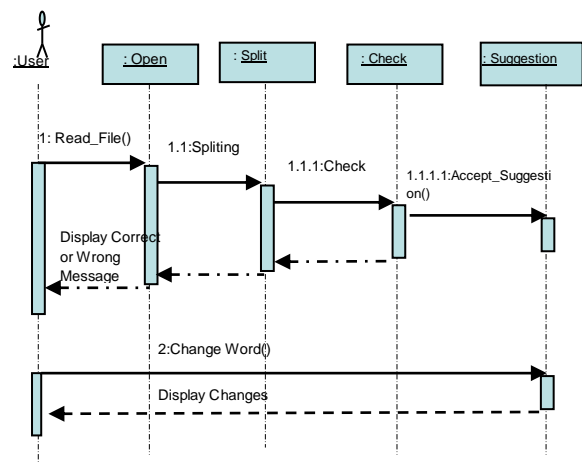 :User
: Open
: Split
: Check
: Suggestion
1: Read_File()
1.1:Spliting
1.1.1:Check
1.1.1.1:Accept_Suggesti
on()
Display Correct
or Wrong
Message
2:Change Word()
Display Changes